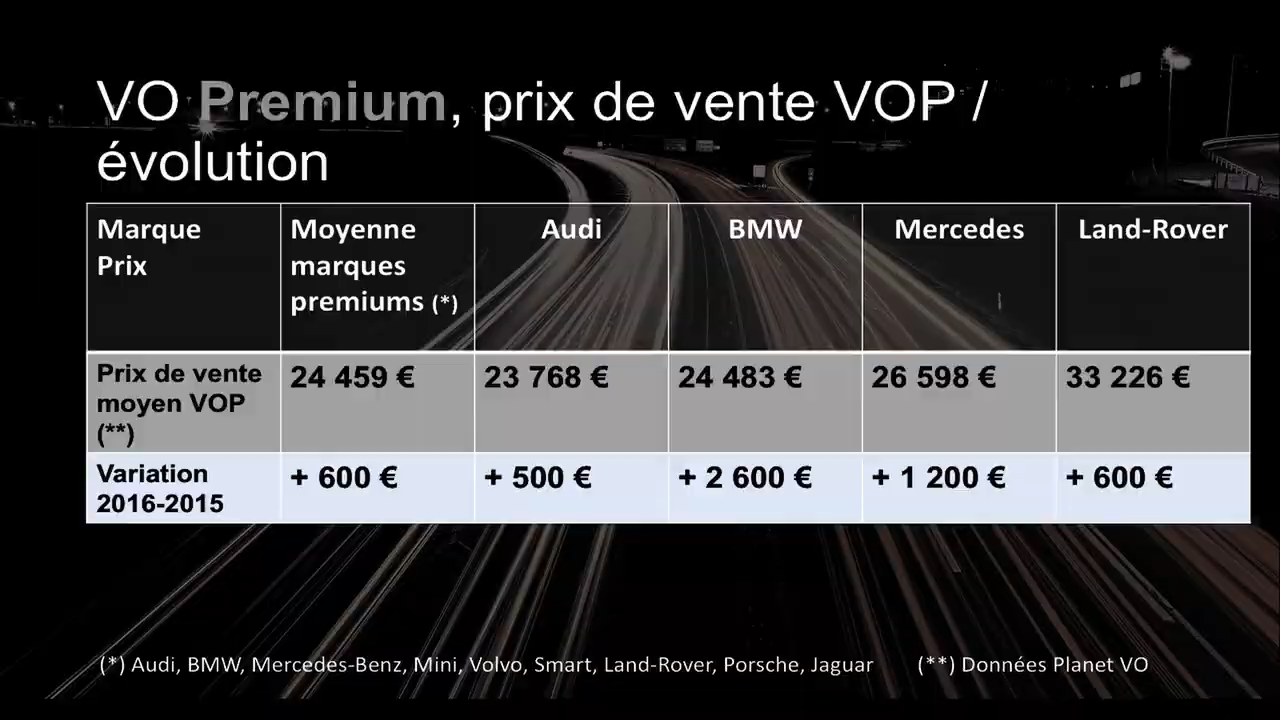 VO Premium, prix de vente VOP /
évolution
Marque
Prix
Moyenne
marques
premiums (*)
Audi
BMW
Mercedes
Land-Rover
Prix de vente
moyen VOP
(**)
24 459 €
23 768 €
24 483 €
26 598 €
33 226 €
Variation
2016-2015
+ 600 €
+ 500 €
+ 2 600 €
+ 1 200 €
+ 600 €
(*) Audi, BMW, Mercedes-Benz, Mini, Volvo, Smart, Land-Rover, Porsche, Jaguar
(**) Données Planet VO